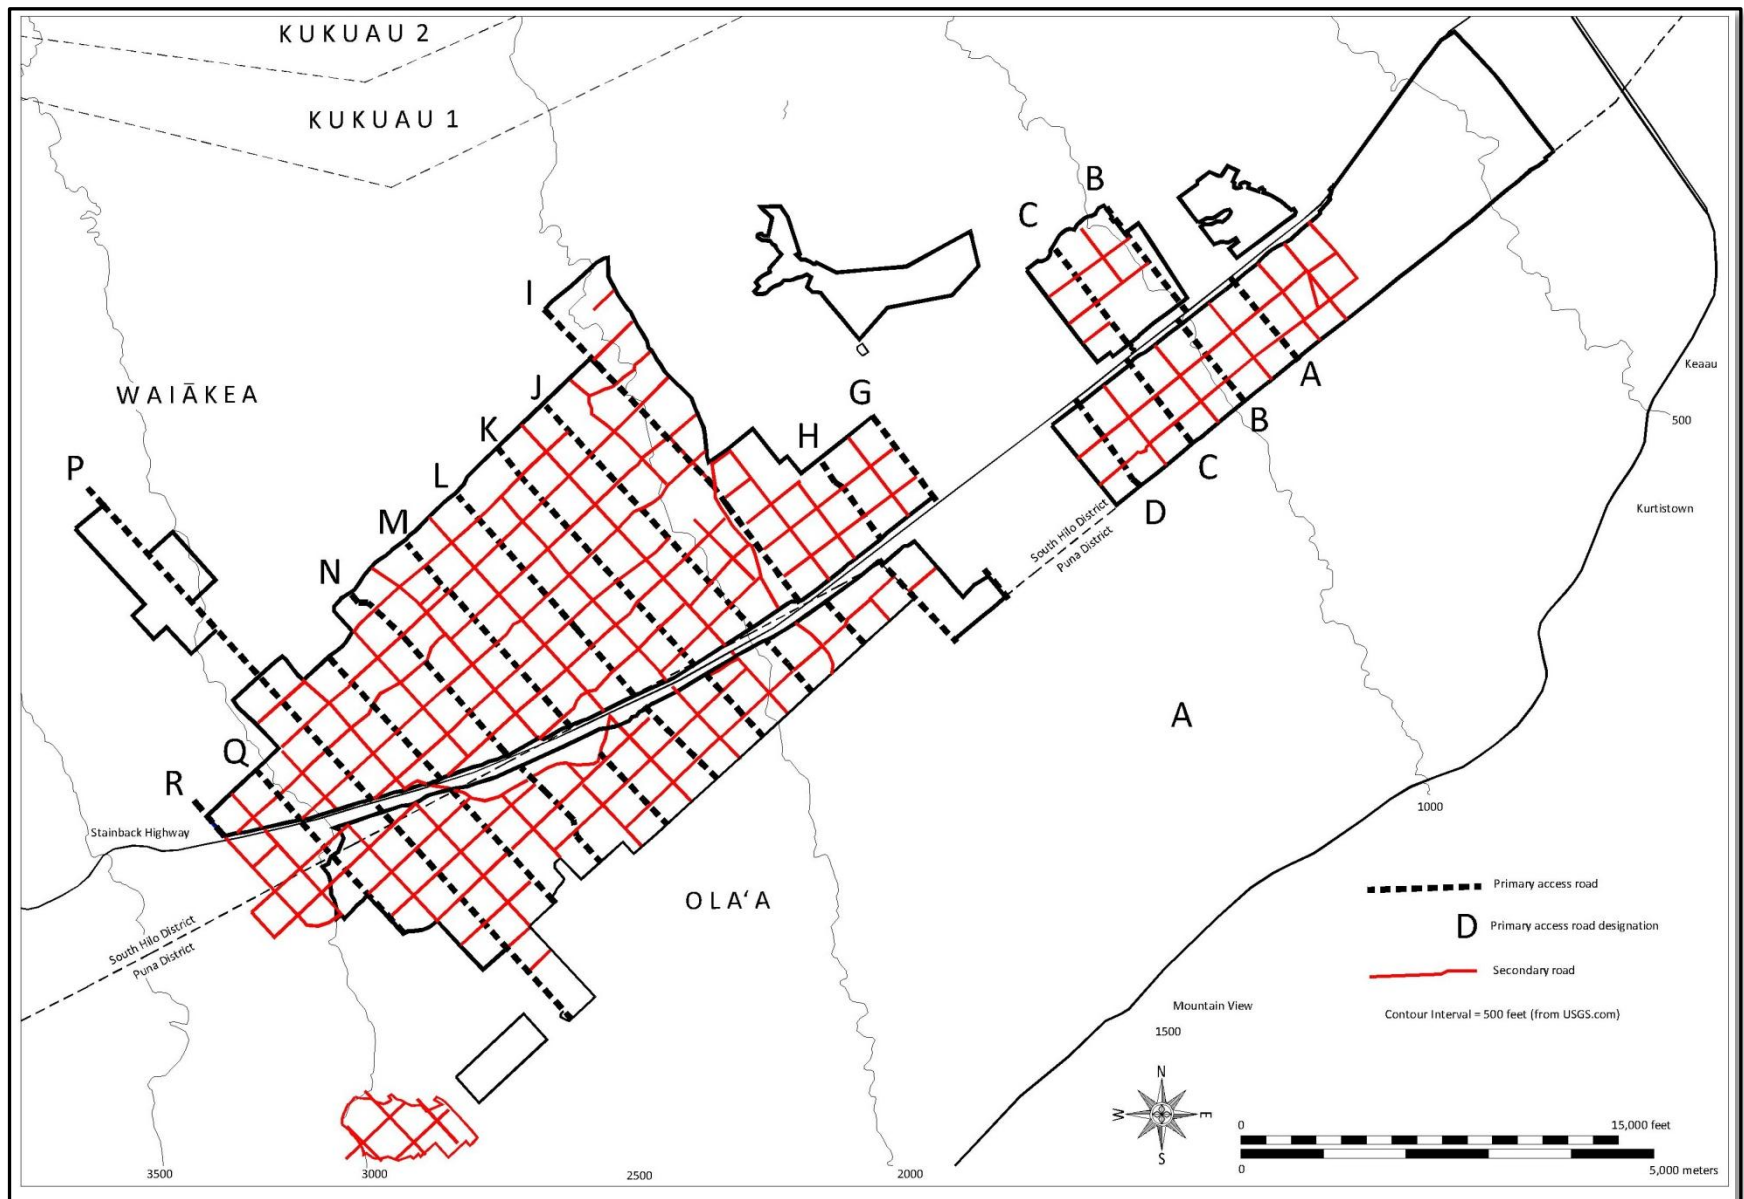 KUKUAU 2
KUKUAU 1
B
C
I
WAIĀKEA
J
G
Keaau
A
K
H
500
B
P
L
C
Kurtistown
M
D
South Hilo District
Puna District
N
A
Q
R
Stainback Highway
1000
OLAʻA
Primary access road
D Primary access road designation
South Hilo District
Puna District
Secondary road
Mountain View
Contour Interval = 500 feet (from USGS.com)
1500
N
W E
S
0 15,000 feet
0 5,000 meters
3500 3000 2500 2000